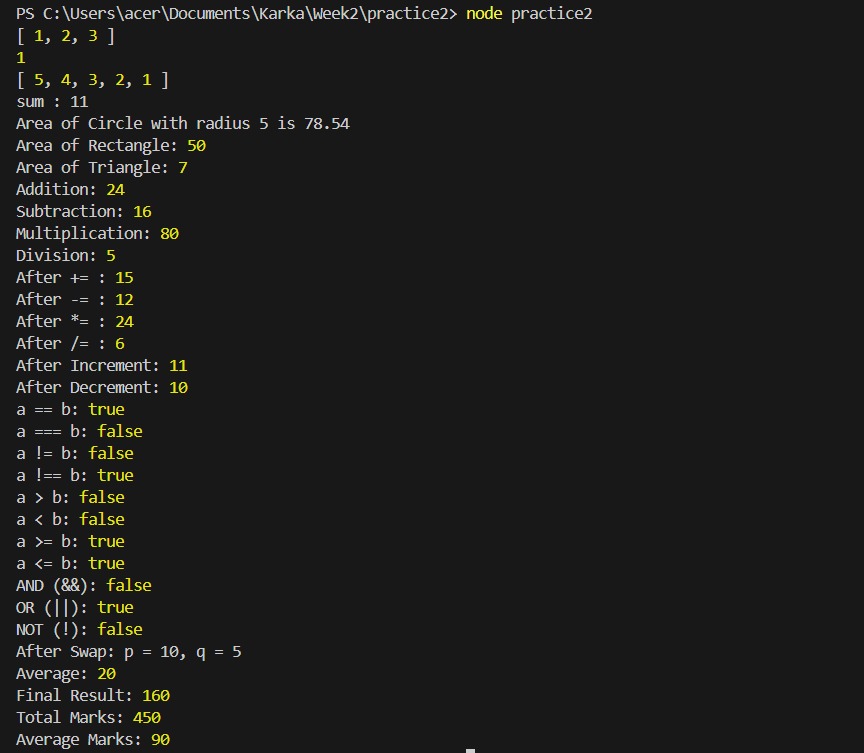 PS C:\Users\acer\Documents\Karka\Week2\practice2> node practice2
[ 1, 2, 3 ]
1
[ 5, 4, 3, 2, 1 ]
sum : 11
Area of Circle with radius 5 is 78.54
Area of Rectangle: 50
Area of Triangle: 7
Addition: 24
Subtraction: 16
Multiplication: 80
Division: 5
After += : 15
After -= : 12
After *= : 24
After /= : 6
After Increment: 11
After Decrement: 10
a == b: true
a === b: false
a != b: false
a !== b: true
a > b: false
a < b: false
a >= b: true
a <= b: true
AND (&&): false
OR (||): true
NOT (!): false
After Swap: p = 10, q = 5
Average: 20
Final Result: 160
Total Marks: 450
Average Marks: 90